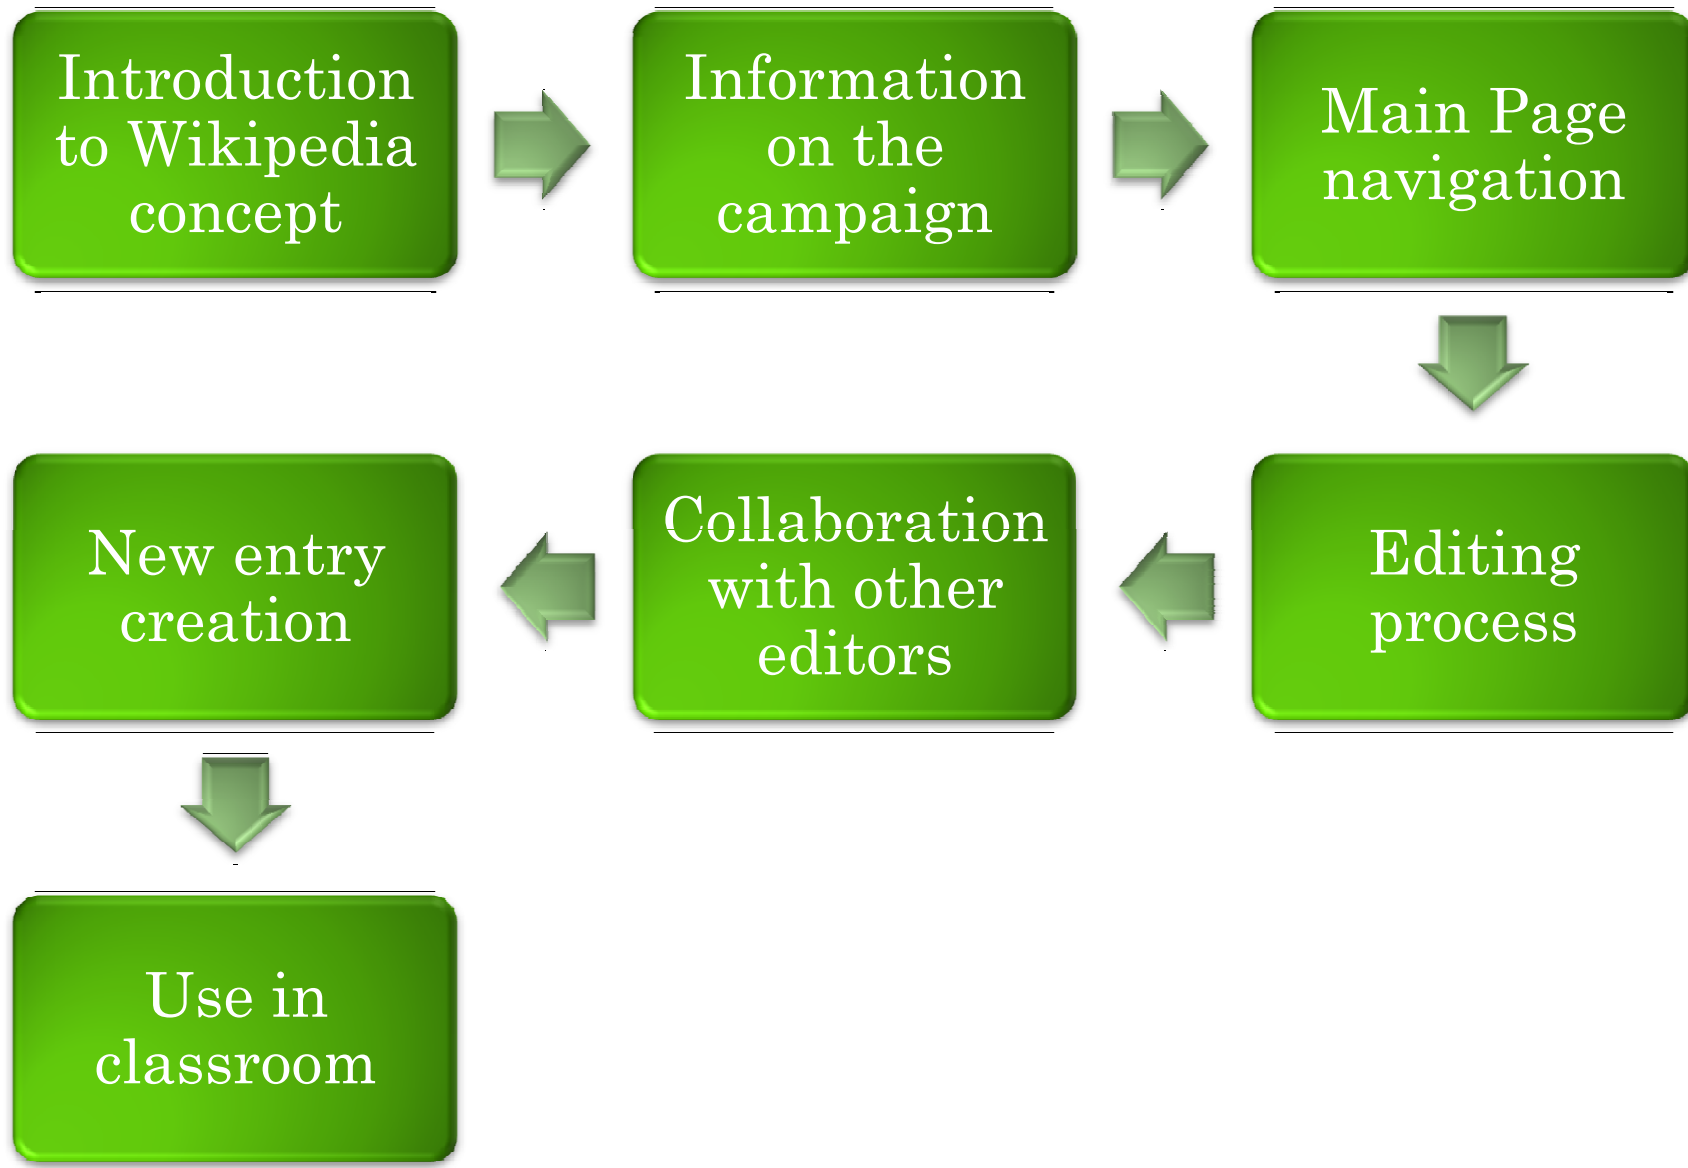 Introduction
to Wikipedia
concept
Information
on the
campaign
Main Page
navigation
Editing
process
Collaboration
with other
editors
New entry
creation
Use in
classroom